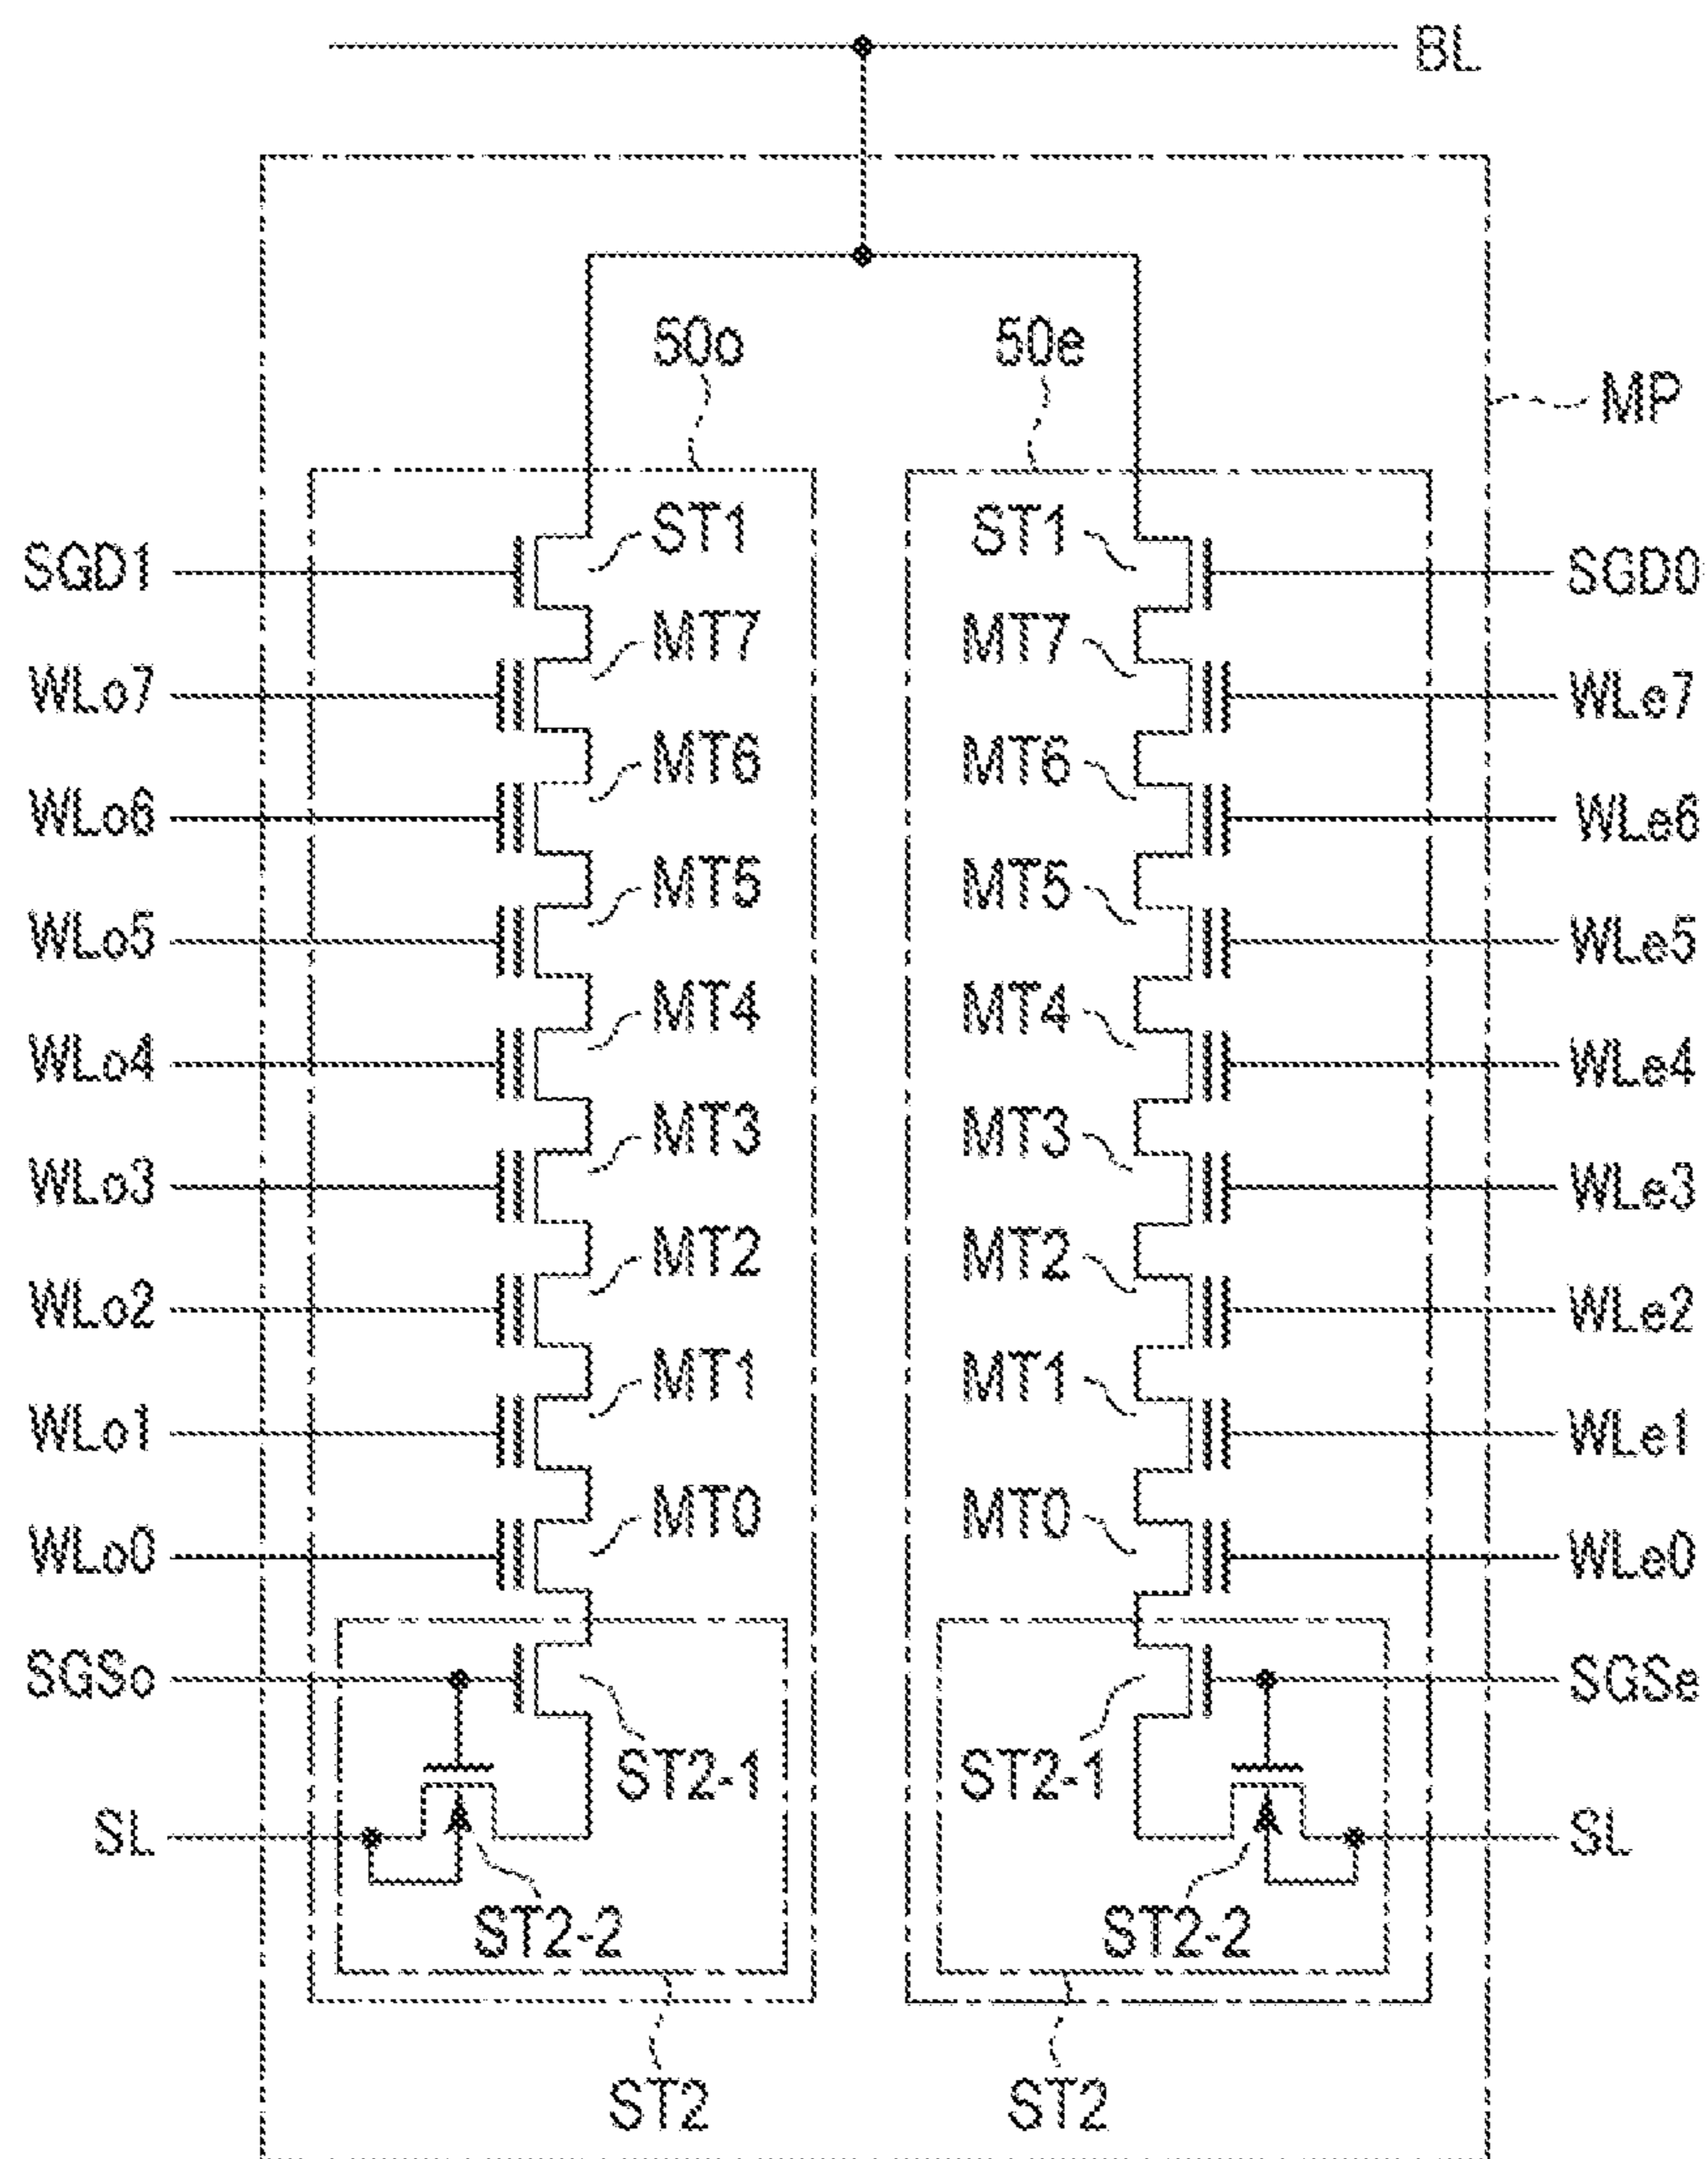 BL
50o 50e
MP
ST1 ST1
SGD1 SGD0
MT7 MT7
WLo7 WLe7
MT6 MT6
WLo6 WLe6
MT5 MT5
WLo5 WLe5
MT4 MT4
WLo4 WLe4
MT3 MT3
WLo3 WLe3
MT2 MT2
WLo2 WLe2
MT1 MT1
WLo1 WLe1
MT0 MT0
WLo0 WLe0
SGSo SGSe
ST2-1 ST2-1
SL SL
ST2-2 ST2-2
ST2 ST2